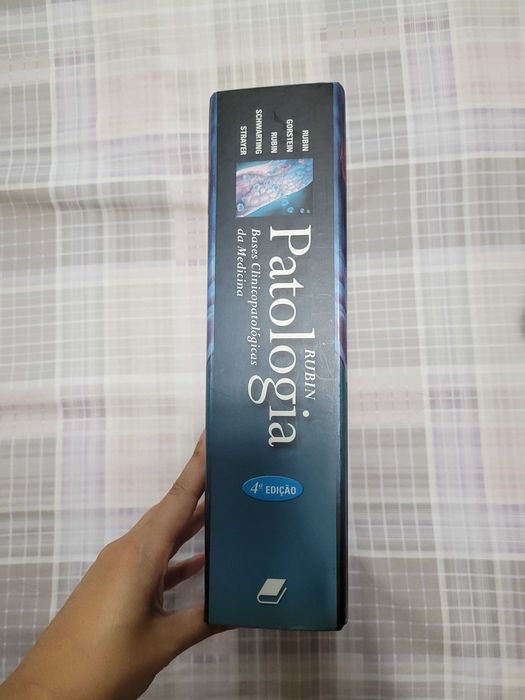 RUBIN
GORSTEIN
RUBIN
SCHWARTING
STRAYER
RUBIN
Patologia
Bases Clinicopatológicas
da Medicina
4ª EDIÇÃO